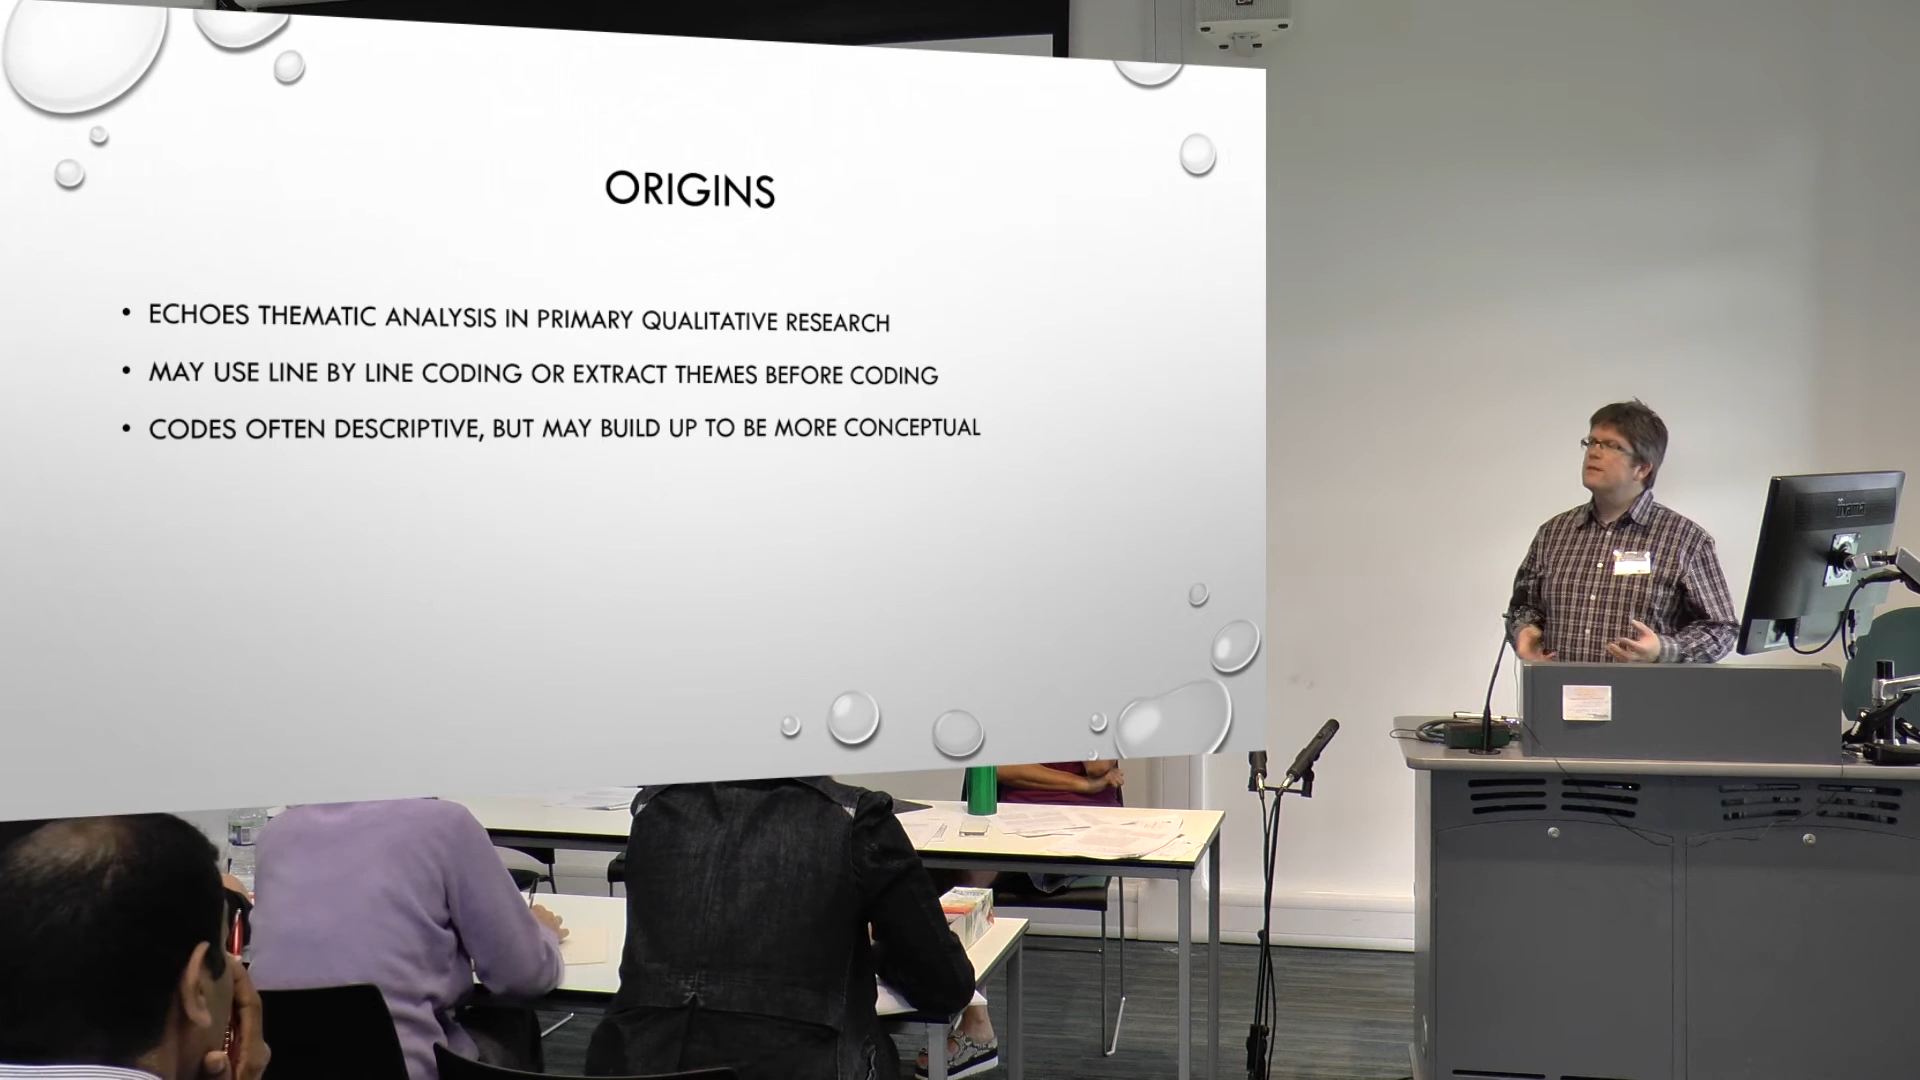 ORIGINS
• ECHOES THEMATIC ANALYSIS IN PRIMARY QUALITATIVE RESEARCH
• MAY USE LINE BY LINE CODING OR EXTRACT THEMES BEFORE CODING
• CODES OFTEN DESCRIPTIVE, BUT MAY BUILD UP TO BE MORE CONCEPTUAL
iiyama